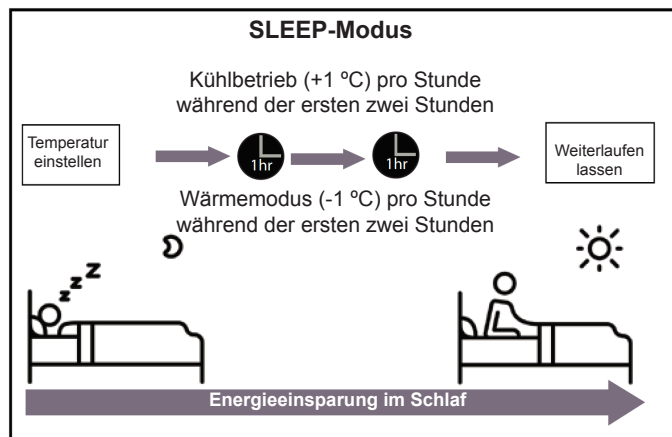 SLEEP-Modus
Kühlbetrieb (+1 ºC) pro Stunde
während der ersten zwei Stunden
Temperatur
einstellen
1hr
1hr
Weiterlaufen
lassen
Wärmemodus (-1 ºC) pro Stunde
während der ersten zwei Stunden
z z Z Z
Energieeinsparung im Schlaf